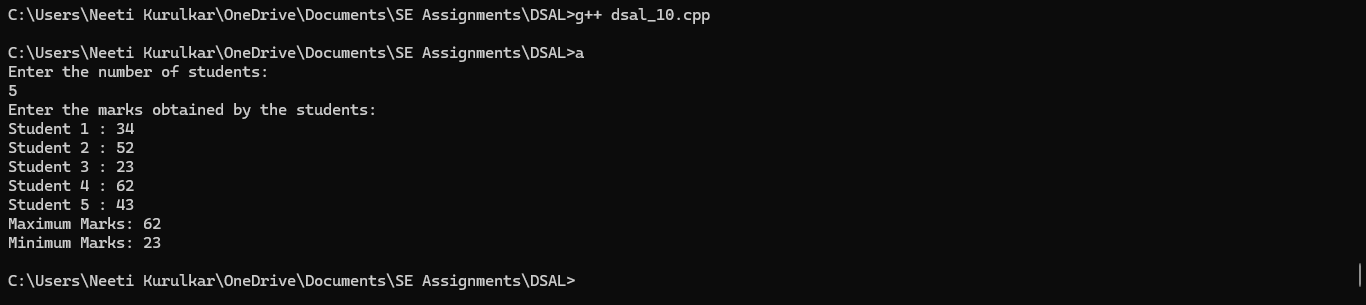 C:\Users\Neeti Kurulkar\OneDrive\Documents\SE Assignments\DSAL>g++ dsal_10.cpp
C:\Users\Neeti Kurulkar\OneDrive\Documents\SE Assignments\DSAL>a
Enter the number of students:
5
Enter the marks obtained by the students:
Student 1 : 34
Student 2 : 52
Student 3 : 23
Student 4 : 62
Student 5 : 43
Maximum Marks: 62
Minimum Marks: 23
C:\Users\Neeti Kurulkar\OneDrive\Documents\SE Assignments\DSAL>